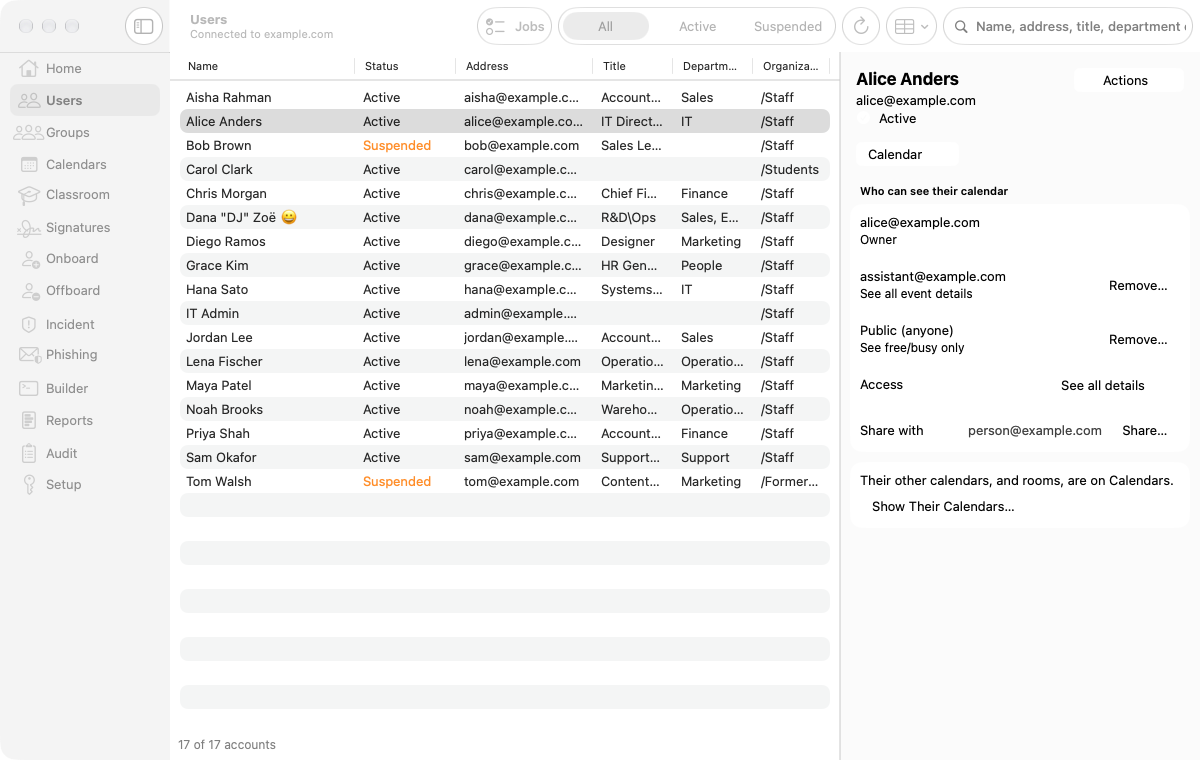 Users
Connected to example.com
Jobs
All
Active
Suspended
Name, address, title, department
Home
Users
Groups
Calendars
Classroom
Signatures
Onboard
Offboard
Incident
Phishing
Builder
Reports
Audit
Setup
Name Status Address Title Departm... Organiza...
Aisha Rahman Active aisha@example.c... Account... Sales /Staff
Alice Anders Active alice@example.co... IT Direct... IT /Staff
Bob Brown Suspended bob@example.com Sales Le... /Staff
Carol Clark Active carol@example.c... /Students
Chris Morgan Active chris@example.c... Chief Fi... Finance /Staff
Dana "DJ" Zoë 😀 Active dana@example.c... R&D\Ops Sales, E... /Staff
Diego Ramos Active diego@example.c... Designer Marketing /Staff
Grace Kim Active grace@example.c... HR Gen... People /Staff
Hana Sato Active hana@example.c... Systems... IT /Staff
IT Admin Active admin@example.... /Staff
Jordan Lee Active jordan@example.... Account... Sales /Staff
Lena Fischer Active lena@example.com Operatio... Operatio... /Staff
Maya Patel Active maya@example.c... Marketin... Marketing /Staff
Noah Brooks Active noah@example.c... Wareho... Operatio... /Staff
Priya Shah Active priya@example.c... Account... Finance /Staff
Sam Okafor Active sam@example.com Support... Support /Staff
Tom Walsh Suspended tom@example.com Content... Marketing /Former...
17 of 17 accounts
Alice Anders
Actions
alice@example.com
Active
Calendar
Who can see their calendar
alice@example.com
Owner
assistant@example.com
See all event details
Remove...
Public (anyone)
See free/busy only
Remove...
Access See all details
Share with person@example.com Share...
Their other calendars, and rooms, are on Calendars.
Show Their Calendars...